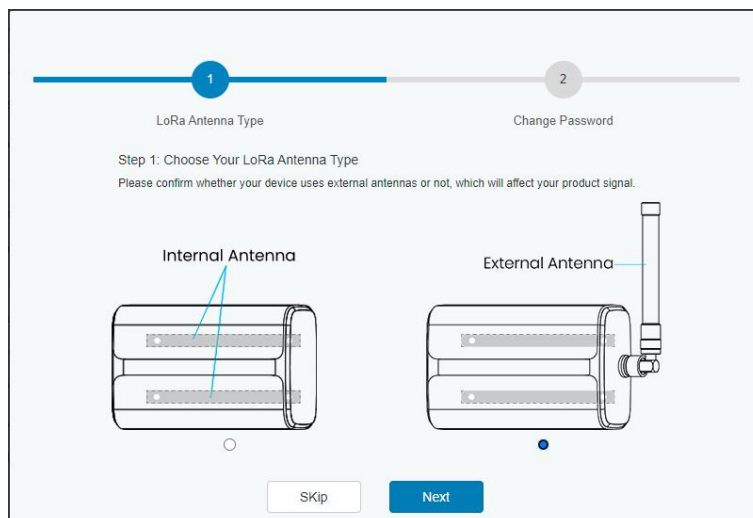 1
2
LoRa Antenna Type
Change Password
Step 1: Choose Your LoRa Antenna Type
Please confirm whether your device uses external antennas or not, which will affect your product signal.
Internal Antenna
External Antenna
SKip
Next